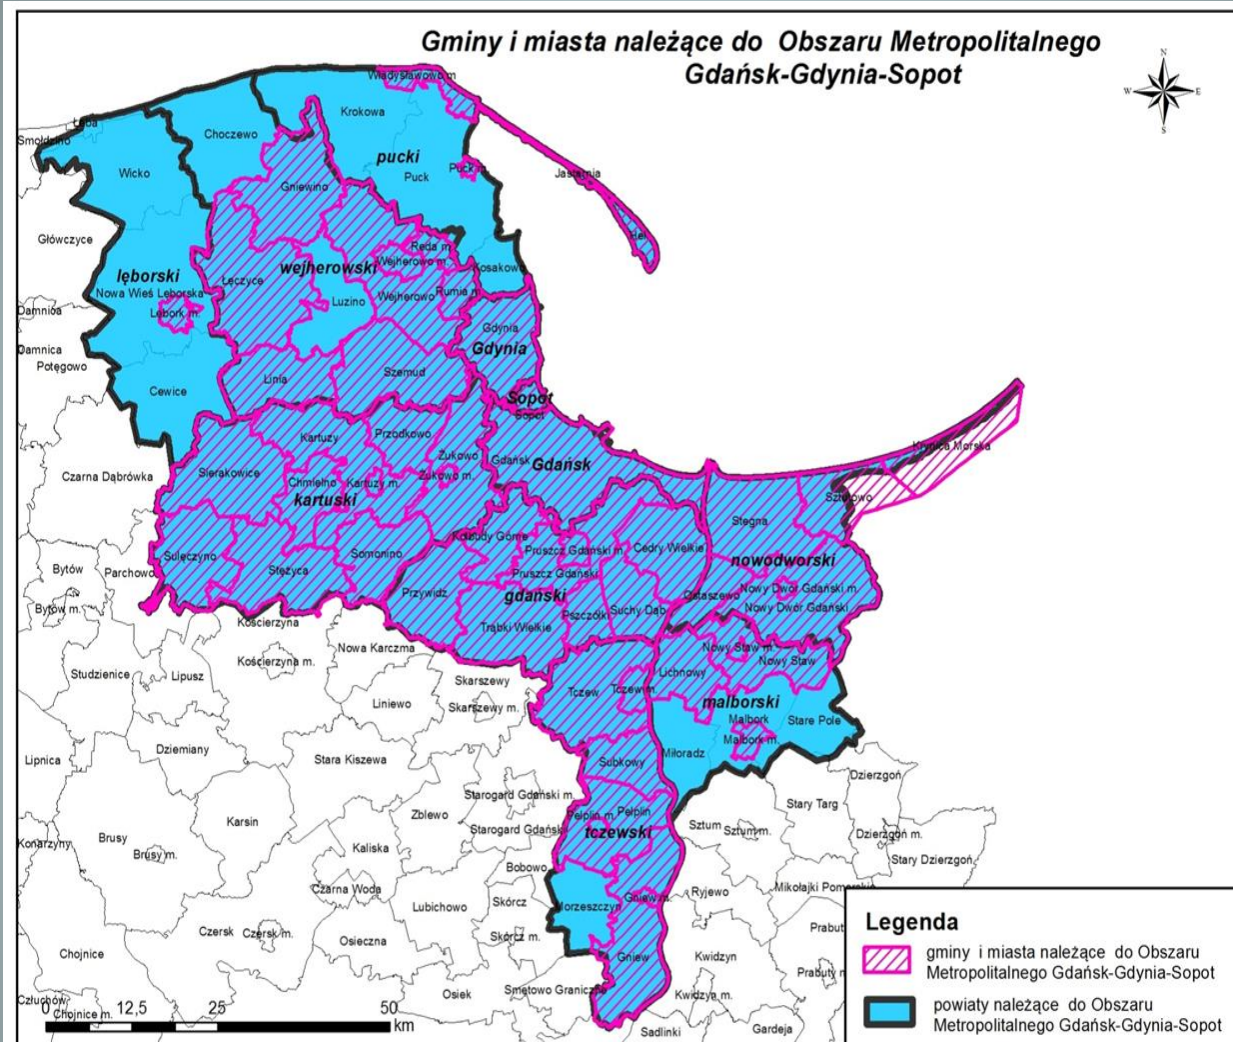 Gminy i miasta należące do Obszaru Metropolitalnego
Gdańsk-Gdynia-Sopot
N
W
E
S
Władysławowo m
Krokowa
Łeba
Smołdzino
Choczewo
pucki
Wicko
Puck
Puck m.
Jastarnia
Gniewino
Główczyce
Hel
Reda m
Wejherowo m.
wejherowski
Kosakowo
lęborski
Łęczyce
Nowa Wieś Lęborska
Wejherowo
Rumia m
Luzino
Damnica
Lębork m.
Gdynia
Gdynia
Damnica
Potęgowo
Szemud
Linia
Cewice
Sopot
Sopot
Kartuzy
Przodkowo
Krynica Morska
Żukowo
Gdańsk
Gdańsk
Sierakowice
Czarna Dąbrówka
Żukowo m.
Chmielno
Kartuzy m.
kartuski
Sztutowo
Stegna
Kolbudy Górne
Cedry Wielkie
Pruszcz Gdański m.
Somonino
Sulęczyno
nowodworski
Bytów
Parchowo
Stężyca
Pruszcz Gdański
Nowy Dwór Gdański m
Przywidz
gdański
Ostaszewo
Bytów m.
Nowy Dwór Gdański
Suchy Dąb
Pszczółki
Kościerzyna
Trąbki Wielkie
Nowa Karczma
Nowy Staw m.
Kościerzyna m.
Nowy Staw
Studzienice
Lipusz
Lichnowy
Skarszewy
Tczew
Tczew m.
Liniewo
malborski
Skarszewy m.
Malbork
Stare Pole
Malbork m.
Dziemiany
Miłoradz
Lipnica
Stara Kiszewa
Subkowy
Dzierzgoń
Starogard Gdański m.
Stary Targ
Pelplin
Zblewo
Pelplin m.
Karsin
Sztum
Sztum m.
Starogard Gdański
tczewski
Dzierzgoń m.
Brusy
Konarzyny
Kaliska
Brusy m.
Stary Dzierzgoń
Bobowo
Czarna Woda
Mikołajki Pomorskie
Ryjewo
Gniew m.
Skórcz
Lubichowo
Morzeszczyn
Czersk
Czersk m.
Skórcz m.
Osieczna
Chojnice
Gniew
Kwidzyn
Prabuty m
Smętowo Graniczne
Osiek
Kwidzyn m.
Człuchów
Chojnice m.
Sadlinki
Gardeja
0 12,5 25 50
km
Legenda
gminy i miasta należące do Obszaru
Metropolitalnego Gdańsk-Gdynia-Sopot
powiaty należące do Obszaru
Metropolitalnego Gdańsk-Gdynia-Sopot